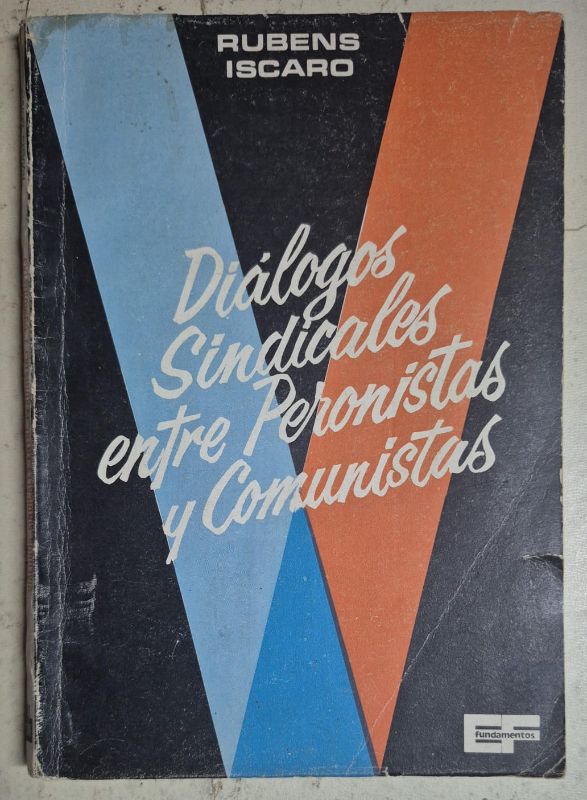 RUBENS
ISCARO
Diálogos
Sindicales
entre Peronistas
y Comunistas
EF
fundamentos